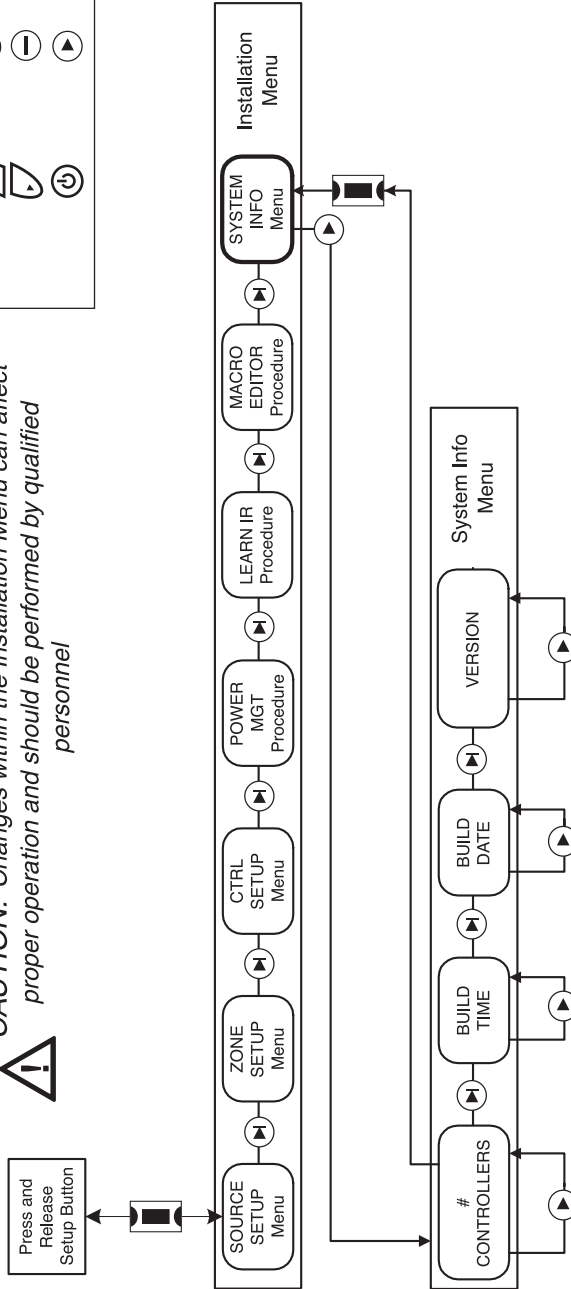 CAUTION: Changes within the Installation Menu can affect
proper operation and should be performed by qualified
personnel
Press and
Release
Setup Button
Installation
Menu
SOURCE
SETUP
Menu
ZONE
SETUP
Menu
CTRL
SETUP
Menu
POWER
MGT
Procedure
LEARN IR
Procedure
MACRO
EDITOR
Procedure
SYSTEM
INFO
Menu
System Info
Menu
#
CONTROLLERS
BUILD
TIME
BUILD
DATE
VERSION